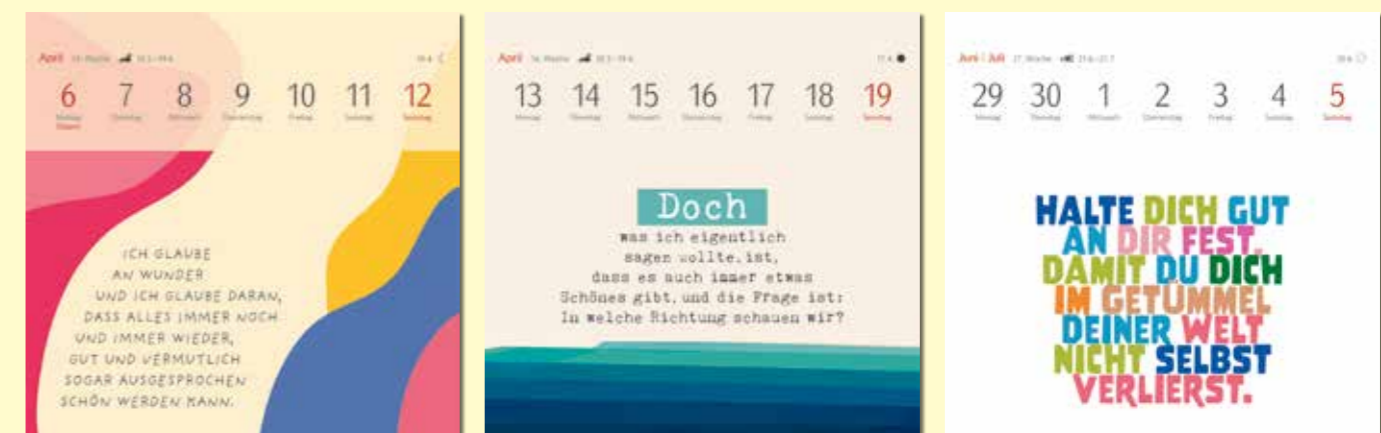 April
6 7 8 9 10 11 12
ICH GLAUBE
AN WUNDER
UND ICH GLAUBE DARAN,
DASS ALLES IMMER NOCH
UND IMMER WIEDER,
GUT UND VERMUTLICH
SOGAR AUSGESPROCHEN
SCHÖN WERDEN KANN.
April
13 14 15 16 17 18 19
Doch
was ich eigentlich
sagen wollte, ist,
dass es auch immer etwas
Schönes gibt, und die Frage ist:
In welche Richtung schauen wir?
Juni | Juli
29 30 1 2 3 4 5
HALTE DICH GUT
AN DIR FEST.
DAMIT DU DICH
IM GETÜMMEL
DEINER WELT
NICHT SELBST
VERLIERST.